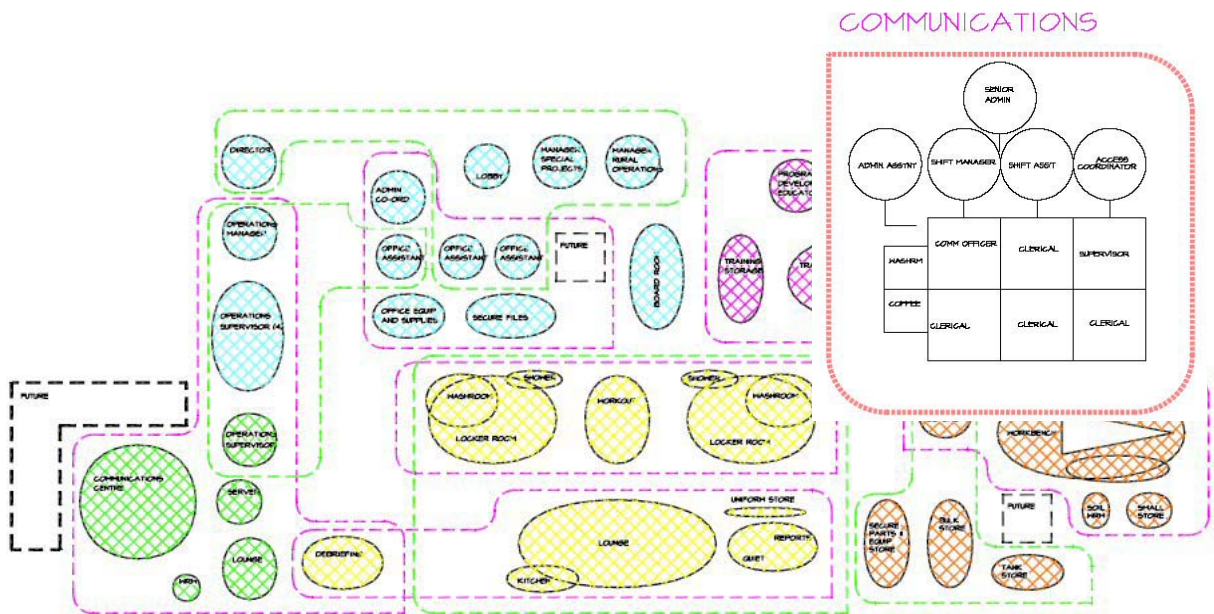 COMMUNICATIONS
SENIOR
ADMIN
ADMIN ASSYNT
SHIFT MANAGER
SHIFT ASS'T
ACCESS
COORDINATOR
COMM OFFICER
CLERICAL
SUPERVISOR
WASHRM
COFFEE
CLERICAL
CLERICAL
CLERICAL
DIRECTOR
LOBBY
MANAGER
SPECIAL
PROJECTS
MANAGER
RURAL
OPERATIONS
ADMIN
CO-ORD
OPERATIONS
MANAGER
OFFICE
ASSISTANT
OFFICE
ASSISTANT
OFFICE
ASSISTANT
FUTURE
BOARD ROOM
TRAINING
STORAGE
OPERATIONS
SUPERVISOR
OFFICE EQUIP
AND SUPPLIES
SECURE FILES
FUTURE
WASHROOM
SHOWER
LOCKER ROOM
WORKOUT
SHOWER
WASHROOM
LOCKER ROOM
OPERATIONS
SUPERVISOR
COMMUNICATIONS
CENTRE
SERVER
LOUNGE
WRM
DEBRIEFING
LOUNGE
KITCHEN
UNIFORM STORE
REPORTS
QUIET
WORKBENCH
SECURE
PARTS &
EQUIP
STORE
BULK
STORE
FUTURE
SOIL
WRM
SMALL
STORE
TANK
STORE